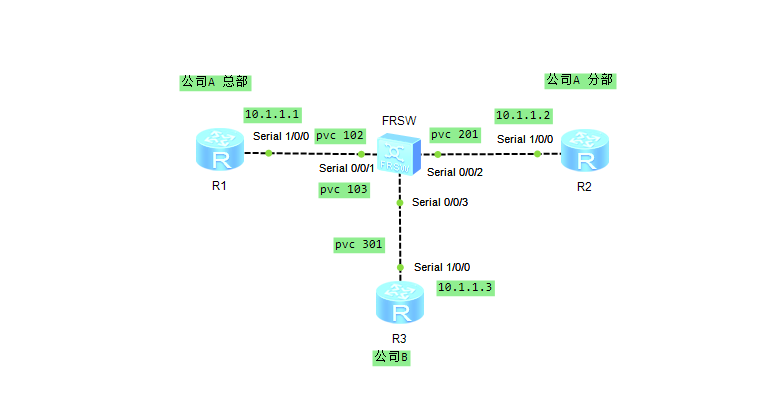 公司A 总部
公司A 分部
10.1.1.1
10.1.1.2
FRSW
Serial 1/0/0
pvc 102
pvc 201
Serial 1/0/0
R
FRSW
R
Serial 0/0/1
Serial 0/0/2
R1
pvc 103
R2
Serial 0/0/3
pvc 301
Serial 1/0/0
10.1.1.3
R
R3
公司B